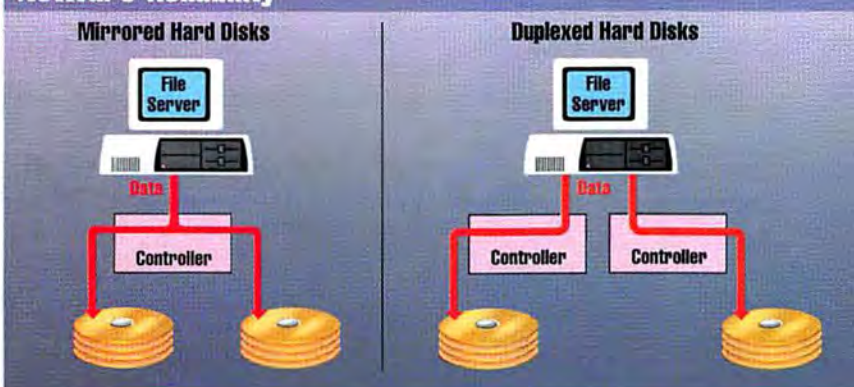 Mirrored Hard Disks
File
Server
Data
Controller
Duplexed Hard Disks
File
Server
Data
Controller
Controller